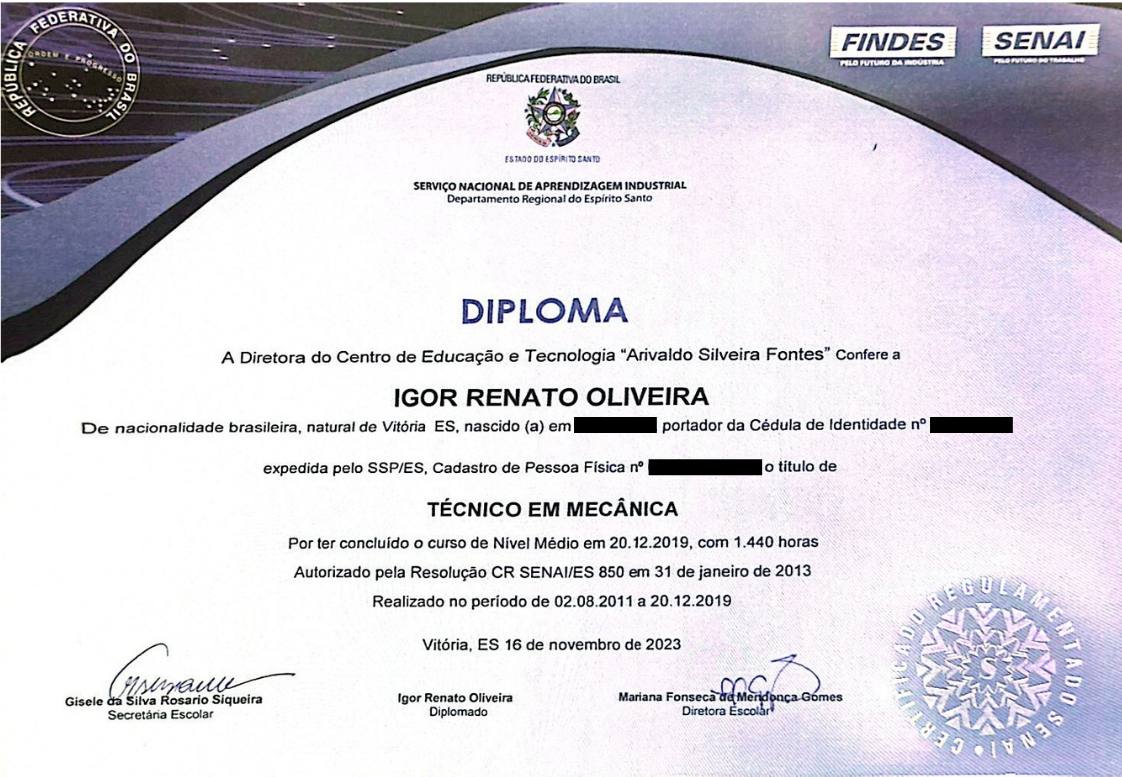 REPÚBLICA FEDERATIVA DO BRASIL
ORDEM E PROGRESSO
FINDES
PELO FUTURO DA INDÚSTRIA
SENAI
PELO FUTURO DO TRABALHO
REPÚBLICA FEDERATIVA DO BRASIL
ESTADO DO ESPÍRITO SANTO
SERVIÇO NACIONAL DE APRENDIZAGEM INDUSTRIAL
Departamento Regional do Espírito Santo
DIPLOMA
A Diretora do Centro de Educação e Tecnologia “Arivaldo Silveira Fontes” Confere a
IGOR RENATO OLIVEIRA
De nacionalidade brasileira, natural de Vitória ES, nascido (a) em portador da Cédula de Identidade nº
expedida pelo SSP/ES, Cadastro de Pessoa Física nº o título de
TÉCNICO EM MECÂNICA
Por ter concluído o curso de Nível Médio em 20.12.2019, com 1.440 horas
Autorizado pela Resolução CR SENAI/ES 850 em 31 de janeiro de 2013
Realizado no período de 02.08.2011 a 20.12.2019
Vitória, ES 16 de novembro de 2023
Gisele da Silva Rosario Siqueira
Secretária Escolar
Igor Renato Oliveira
Diplomado
Mariana Fonseca da Mendonça Gomes
Diretora Escolar
CERTIFICADO REGULAMENTADO SENAI
S